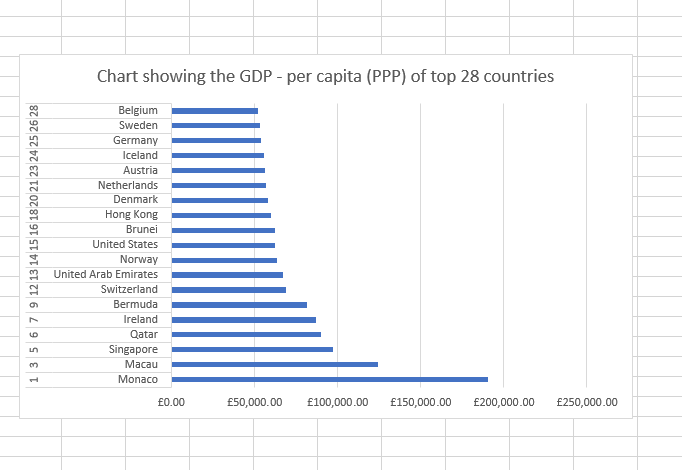 Chart showing the GDP - per capita (PPP) of top 28 countries
28 Belgium
26 Sweden
25 Germany
24 Iceland
23 Austria
21 Netherlands
20 Denmark
18 Hong Kong
16 Brunei
15 United States
14 Norway
13 United Arab Emirates
12 Switzerland
9 Bermuda
7 Ireland
6 Qatar
5 Singapore
3 Macau
1 Monaco
£0.00 £50,000.00 £100,000.00 £150,000.00 £200,000.00 £250,000.00